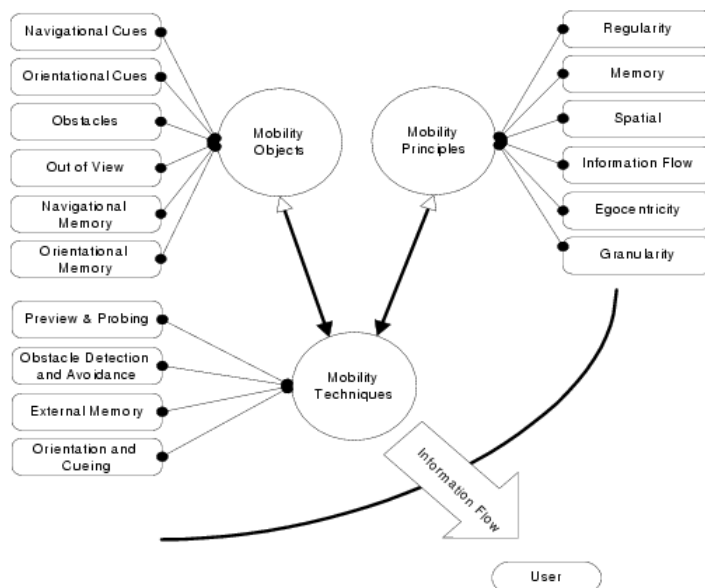 Navigational Cues
Orientational Cues
Obstacles
Out of View
Navigational
Memory
Orientational
Memory
Mobility
Objects
Mobility
Principles
Regularity
Memory
Spatial
Information Flow
Egocentricity
Granularity
Preview & Probing
Obstacle Detection
and Avoidance
External Memory
Orientation and
Cueing
Mobility
Techniques
Information Flow
User